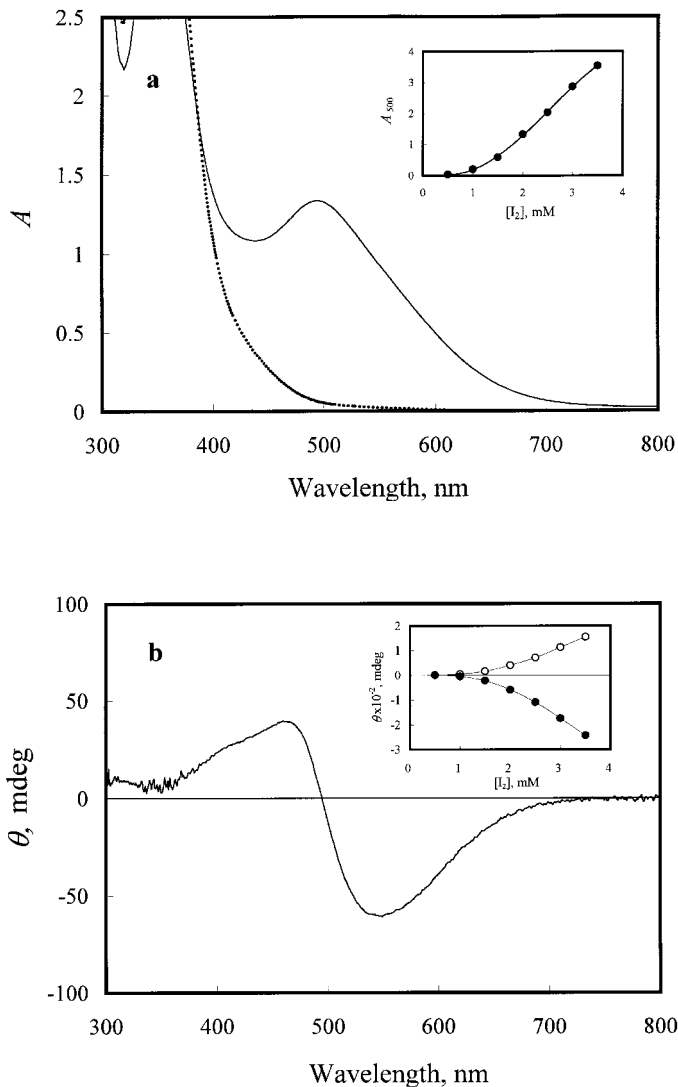 2.5
2
1.5
1
0.5
0
A
a
300 400 500 600 700 800
Wavelength, nm
4
3
2
1
0
A500
0 1 2 3 4
[I2], mM
100
50
0
-50
-100
θ, mdeg
b
300 400 500 600 700 800
Wavelength, nm
2
1
0
-1
-2
-3
θx10-2, mdeg
0 1 2 3 4
[I2], mM